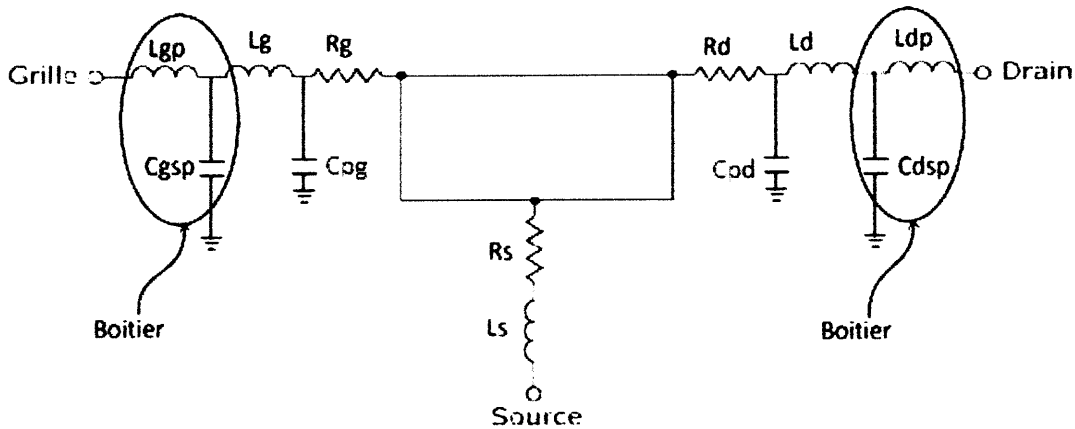 Lgp Lg Rg Rd Ld Ldp
Grille Drain
Cgsp Cpg Cpd Cdsp
Rs
Boitier Ls Boitier
Source